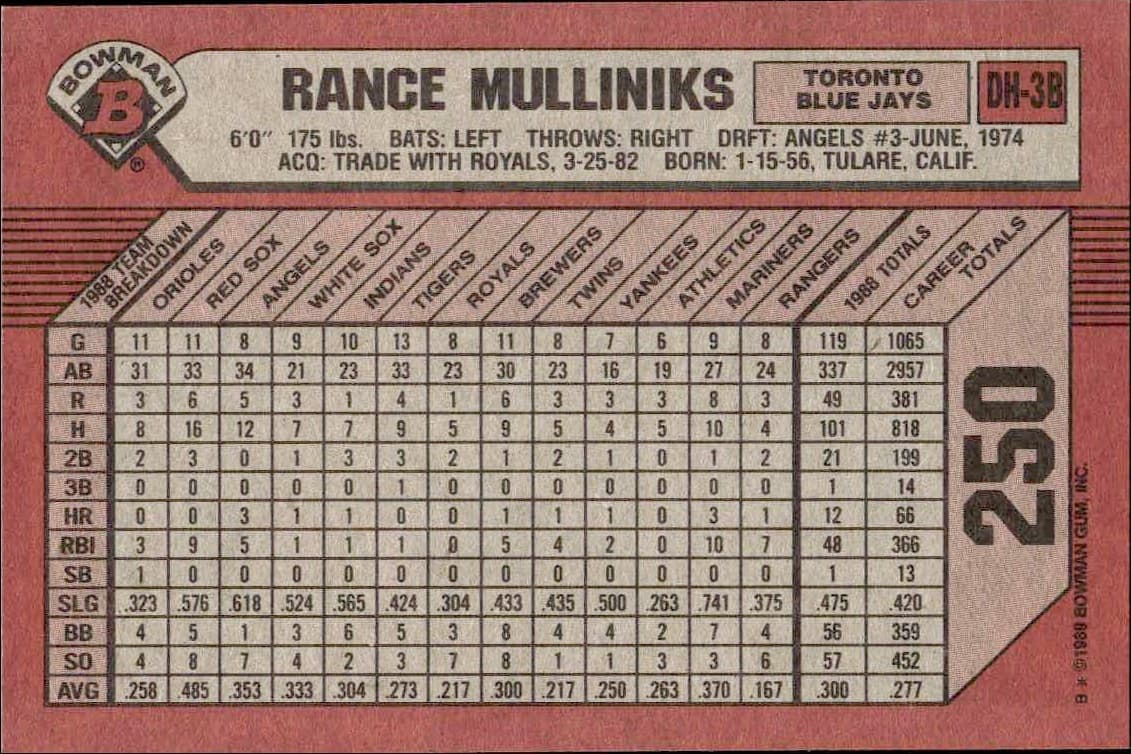 BOWMAN
B
®
RANCE MULLINIKS
TORONTO
BLUE JAYS
DH-3B
6'0" 175 lbs. BATS: LEFT THROWS: RIGHT DRFT: ANGELS #3-JUNE, 1974
ACQ: TRADE WITH ROYALS, 3-25-82 BORN: 1-15-56, TULARE, CALIF.
1988 TEAM BREAKDOWN ORIOLES RED SOX ANGELS WHITE SOX INDIANS TIGERS ROYALS BREWERS TWINS YANKEES ATHLETICS MARINERS RANGERS 1988 TOTALS CAREER TOTALS
G 11 11 8 9 10 13 8 11 8 7 6 9 8 119 1065
AB 31 33 34 21 23 33 23 30 23 16 19 27 24 337 2957
R 3 6 5 3 1 4 1 6 3 3 3 8 3 49 381
H 8 16 12 7 7 9 5 9 5 4 5 10 4 101 818
2B 2 3 0 1 3 3 2 1 2 1 0 1 2 21 199
3B 0 0 0 0 0 1 0 0 0 0 0 0 0 1 14
HR 0 0 3 1 1 0 0 1 1 1 0 3 1 12 66
RBI 3 9 5 1 1 1 0 5 4 2 0 10 7 48 366
SB 1 0 0 0 0 0 0 0 0 0 0 0 0 1 13
SLG .323 .576 .618 .524 .565 .424 .304 .433 .435 .500 .263 .741 .375 .475 .420
BB 4 5 1 3 6 5 3 8 4 4 2 7 4 56 359
SO 4 8 7 4 2 3 7 8 1 1 3 3 6 57 452
AVG .258 .485 .353 .333 .304 .273 .217 .300 .217 .250 .263 .370 .167 .300 .277
250
B * ©1989 BOWMAN GUM, INC.